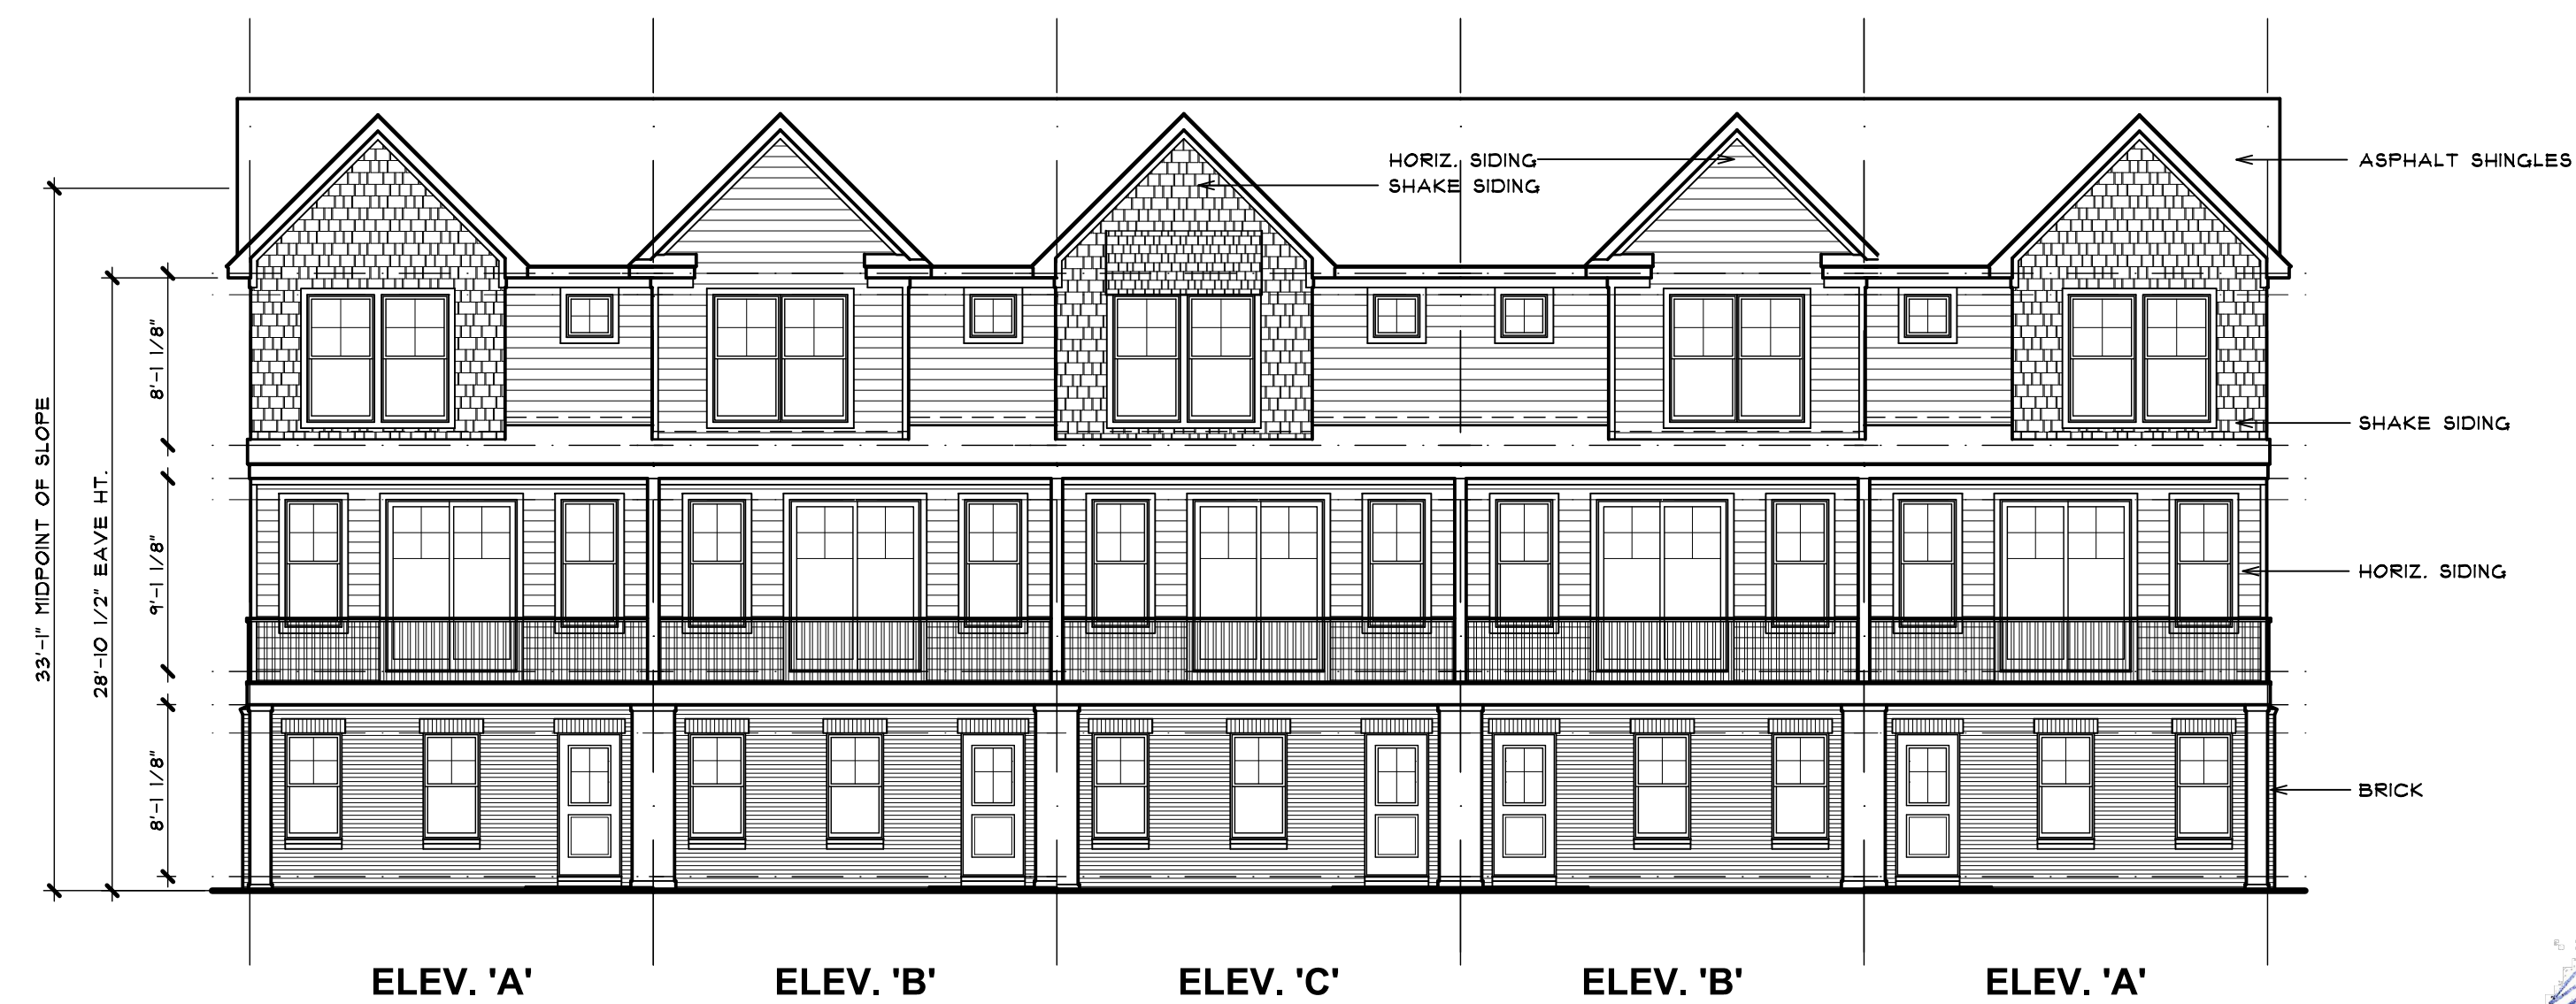 HORIZ. SIDING
SHAKE SIDING
ASPHALT SHINGLES
SHAKE SIDING
HORIZ. SIDING
BRICK
33'-1" MIDPOINT OF SLOPE
28'-10 1/2" EAVE HT.
8'-1 1/8"
9'-1 1/8"
8'-1 1/8"
ELEV. 'A'
ELEV. 'B'
ELEV. 'C'
ELEV. 'B'
ELEV. 'A'